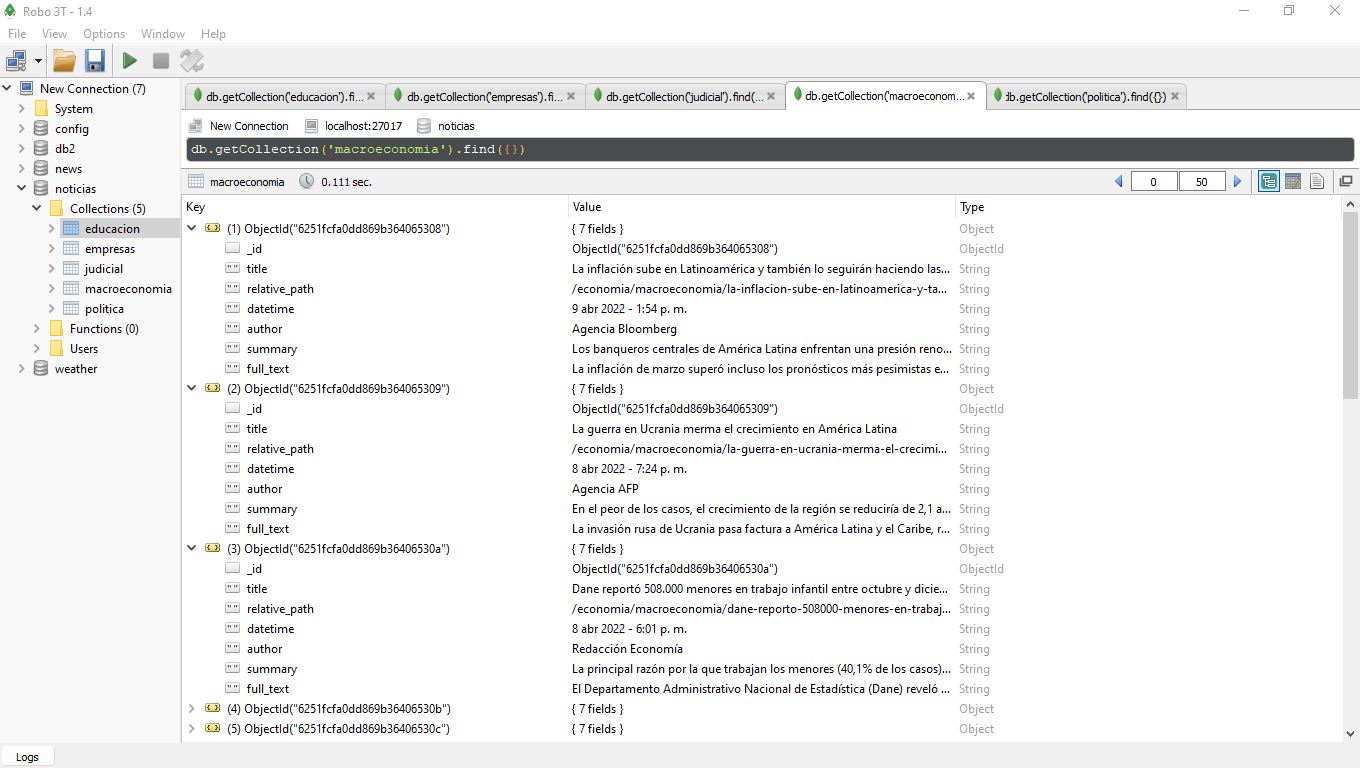 Robo 3T - 1.4
File View Options Window Help
New Connection (7)
System
config
db2
news
noticias
Collections (5)
educacion
empresas
judicial
macroeconomia
politica
Functions (0)
Users
weather
db.getCollection('educacion').fi... db.getCollection('empresas').fi... db.getCollection('judicial').find(... db.getCollection('macroeconom... db.getCollection('politica').find({})
New Connection localhost:27017 noticias
db.getCollection('macroeconomia').find({})
macroeconomia 0.111 sec. 0 50
Key Value Type
(1) ObjectId("6251fcfa0dd869b364065308") { 7 fields } Object
_id ObjectId("6251fcfa0dd869b364065308") ObjectId
title La inflación sube en Latinoamérica y también lo seguirán haciendo las... String
relative_path /economia/macroeconomia/la-inflacion-sube-en-latinoamerica-y-ta... String
datetime 9 abr 2022 - 1:54 p. m. String
author Agencia Bloomberg String
summary Los banqueros centrales de América Latina enfrentan una presión reno... String
full_text La inflación de marzo superó incluso los pronósticos más pesimistas e... String
(2) ObjectId("6251fcfa0dd869b364065309") { 7 fields } Object
_id ObjectId("6251fcfa0dd869b364065309") ObjectId
title La guerra en Ucrania merma el crecimiento en América Latina String
relative_path /economia/macroeconomia/la-guerra-en-ucrania-merma-el-crecimi... String
datetime 8 abr 2022 - 7:24 p. m. String
author Agencia AFP String
summary En el peor de los casos, el crecimiento de la región se reduciría de 2,1 a... String
full_text La invasión rusa de Ucrania pasa factura a América Latina y el Caribe, r... String
(3) ObjectId("6251fcfa0dd869b36406530a") { 7 fields } Object
_id ObjectId("6251fcfa0dd869b36406530a") ObjectId
title Dane reportó 508.000 menores en trabajo infantil entre octubre y dicie... String
relative_path /economia/macroeconomia/dane-reporto-508000-menores-en-trabaj... String
datetime 8 abr 2022 - 6:01 p. m. String
author Redacción Economía String
summary La principal razón por la que trabajan los menores (40,1% de los casos)... String
full_text El Departamento Administrativo Nacional de Estadística (Dane) reveló ... String
(4) ObjectId("6251fcfa0dd869b36406530b") { 7 fields } Object
(5) ObjectId("6251fcfa0dd869b36406530c") { 7 fields } Object
Logs